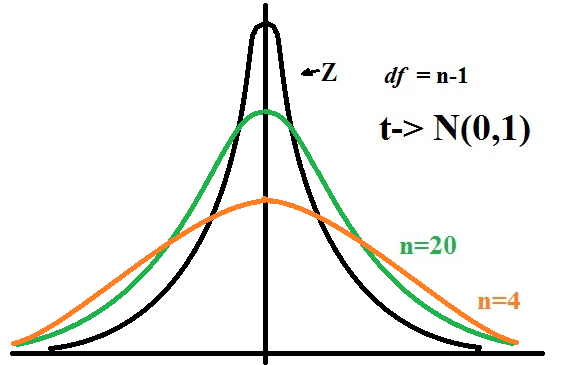 Z
df = n-1
t-> N(0,1)
n=20
n=4